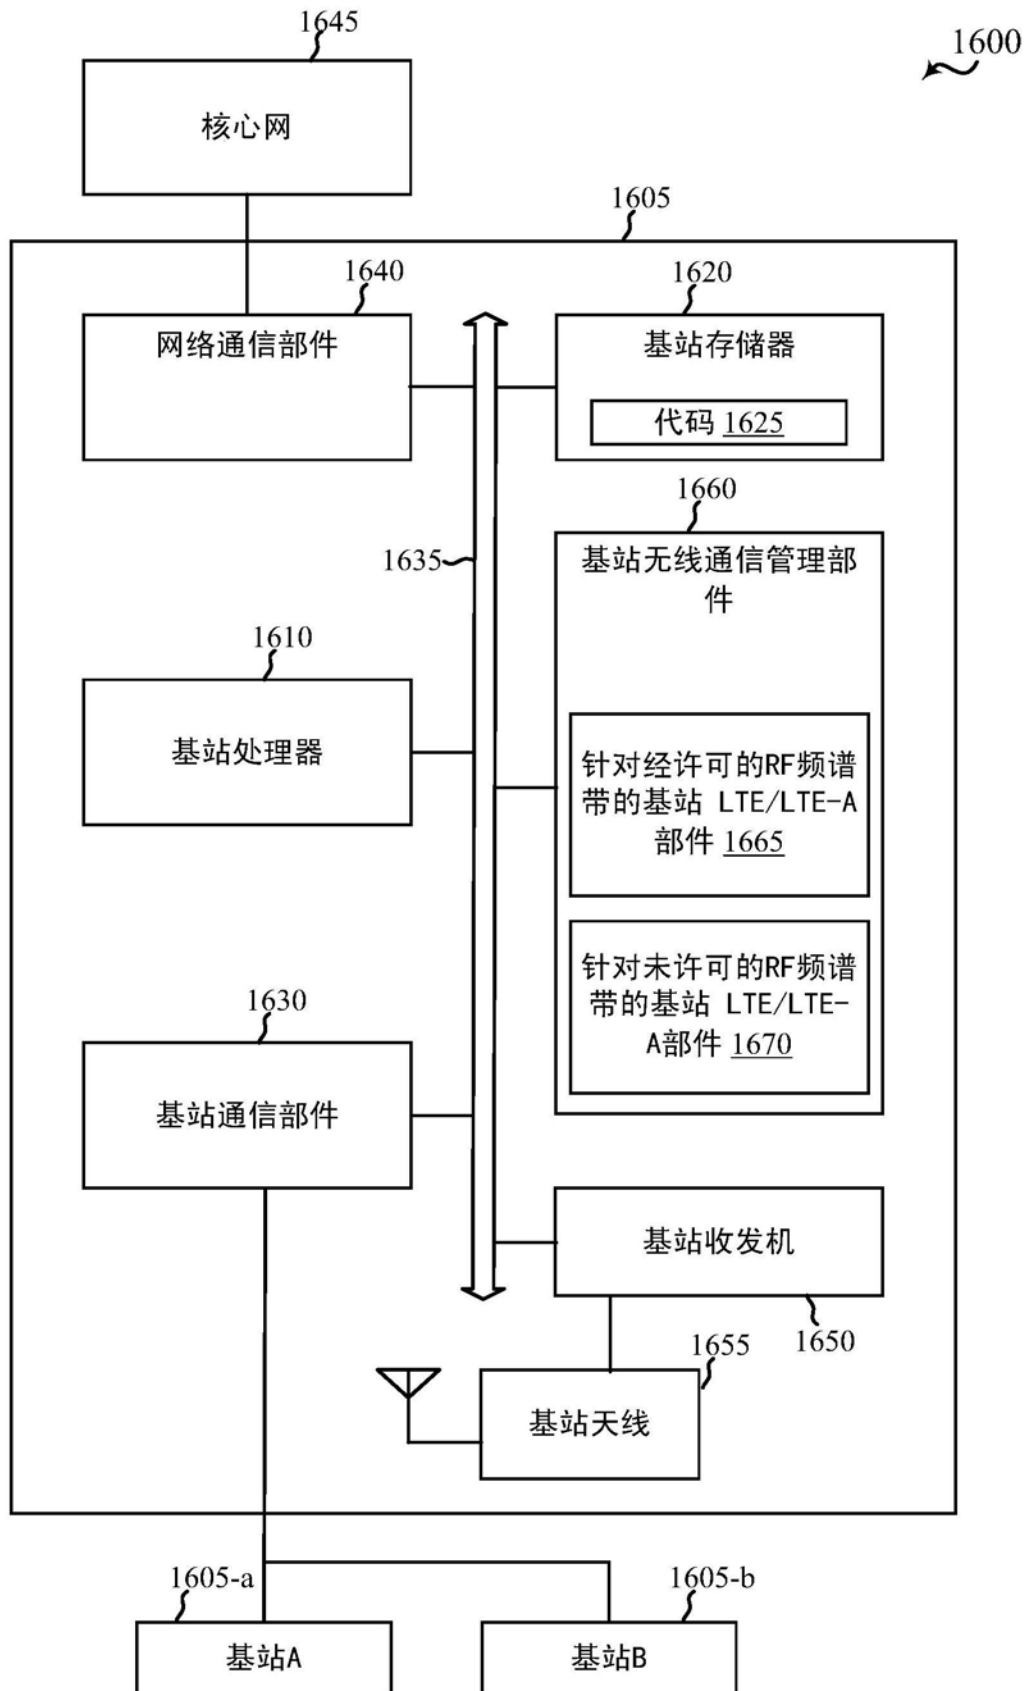 1645
1600
核心网
1605
1640
1620
网络通信部件
基站存储器
代码 1625
1660
1635
基站无线通信管理部
件
1610
基站处理器
针对经许可的RF频谱
带的基站 LTE/LTE-A
部件 1665
针对未许可的RF频谱
带的基站 LTE/LTE-
A部件 1670
1630
基站通信部件
基站收发机
1650
1655
基站天线
1605-a
1605-b
基站A
基站B